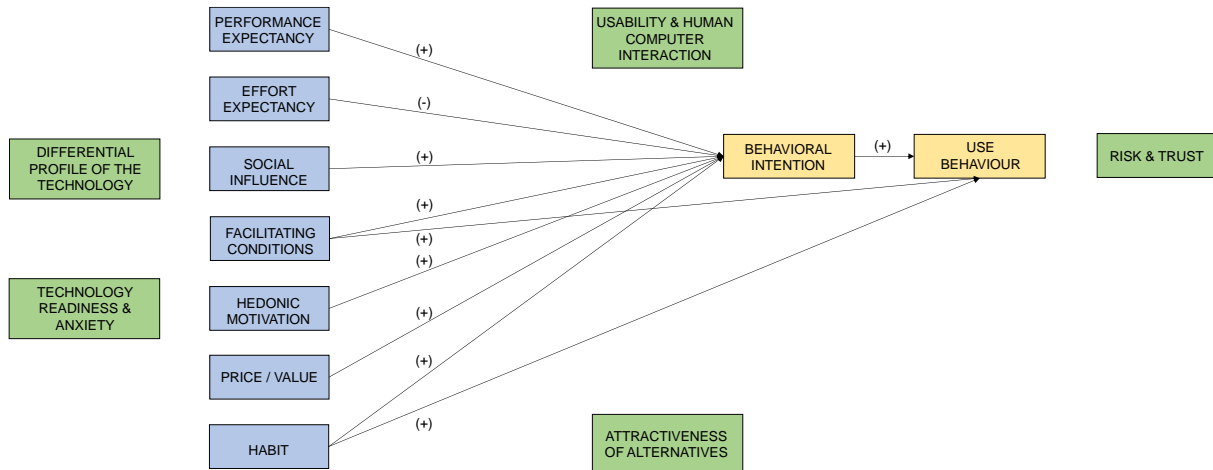 PERFORMANCE
EXPECTANCY
(+)
USABILITY & HUMAN
COMPUTER
INTERACTION
EFFORT
EXPECTANCY
(-)
DIFFERENTIAL
PROFILE OF THE
TECHNOLOGY
SOCIAL
INFLUENCE
(+)
BEHAVIORAL
INTENTION
(+)
USE
BEHAVIOUR
RISK & TRUST
FACILITATING
CONDITIONS
(+)
(+)
TECHNOLOGY
READINESS &
ANXIETY
HEDONIC
MOTIVATION
(+)
PRICE / VALUE
(+)
HABIT
(+)
(+)
ATTRACTIVENESS
OF ALTERNATIVES